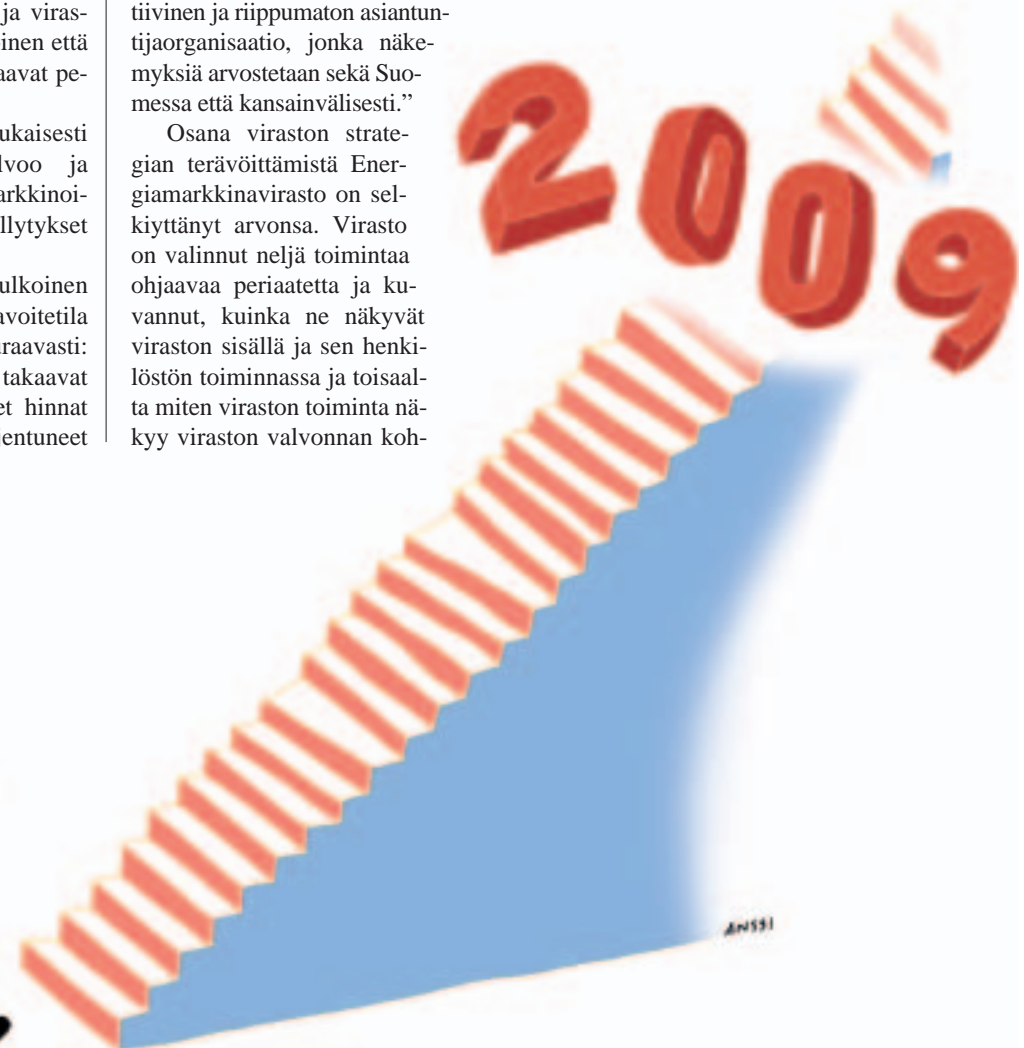 ja viras-
inen että
aavat pe-
ukaisesti
lvoo ja
arkkinoi-
llytykset
ulkoinen
avoitetila
uraavasti:
takaavat
et hinnat
jentuneet
tiivinen ja riippumaton asiantun-
tijaorganisaatio, jonka näke-
myksiä arvostetaan sekä Suo-
messa että kansainvälisesti.”
Osana viraston strate-
gian terävöittämistä Ener-
giamarkkinavirasto on sel-
kiyttänyt arvonsa. Virasto
on valinnut neljä toimintaa
ohjaavaa periaatetta ja ku-
vannut, kuinka ne näkyvät
viraston sisällä ja sen henki-
löstön toiminnassa ja toisaal-
ta miten viraston toiminta nä-
kyy viraston valvonnan koh-
2009
ANSSI